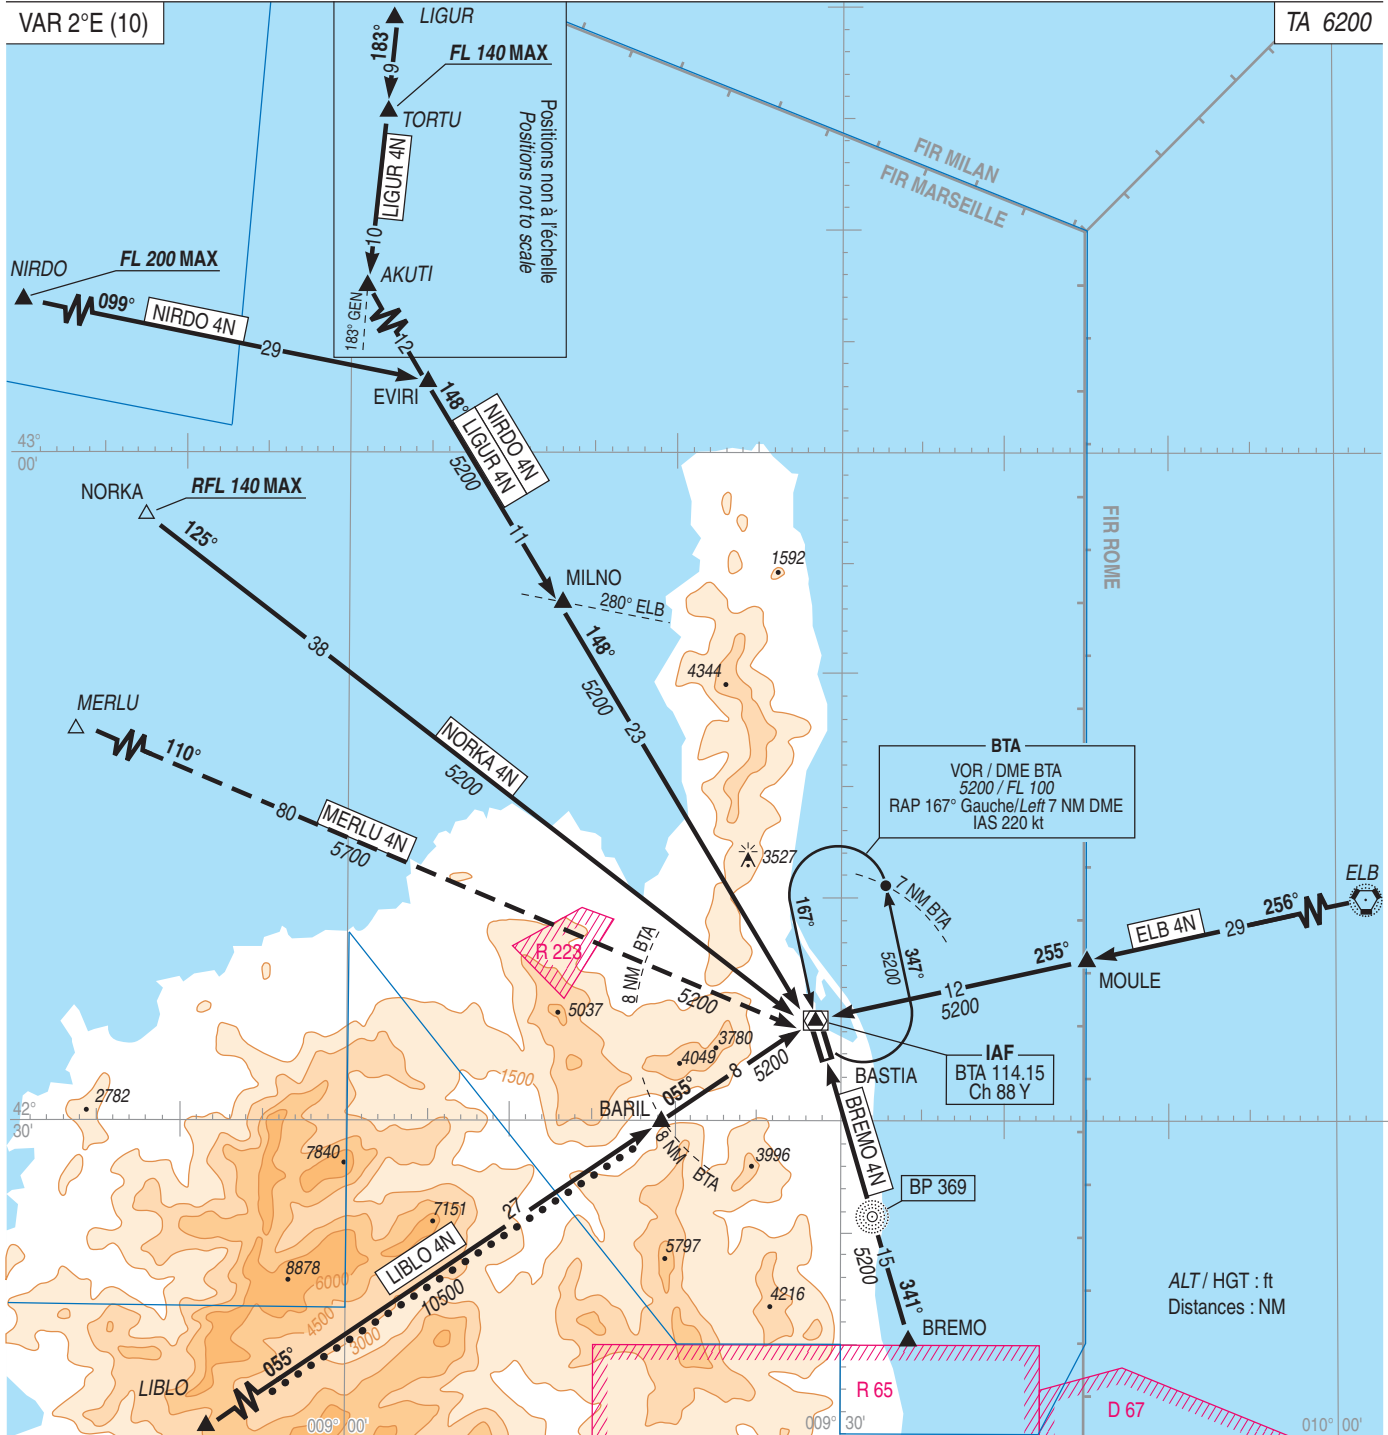 VAR 2°E (10)
TA 6200
LIGUR
183°
9
FL 140 MAX
TORTU
LIGUR 4N
10
AKUTI
183° GEN
12
Positions non à l'échelle
Positions not to scale
FIR MILAN
FIR MARSEILLE
NIRDO
FL 200 MAX
099°
NIRDO 4N
29
EVIRI
148°
NIRDO 4N
LIGUR 4N
5200
11
43°
00'
NORKA
RFL 140 MAX
125°
FIR ROME
1592
MILNO
280° ELB
148°
5200
23
38
4344
MERLU
110°
NORKA 4N
5200
80
MERLU 4N
5700
BTA
VOR / DME BTA
5200 / FL 100
RAP 167° Gauche/Left 7 NM DME
IAS 220 kt
3527
7 NM BTA
167°
347°
5200
ELB
256°
29
ELB 4N
255°
MOULE
12
5200
R 223
8 NM BTA
5200
5037
3780
4049
8
5200
IAF
BTA 114.15
Ch 88 Y
BASTIA
1500
2782
42°
30'
BARIL
055°
8 NM BTA
BREMO 4N
7840
3996
BP 369
7151
27
LIBLO 4N
10500
5797
8878
6000
4500
3000
4216
5200
15
341°
BREMO
ALT / HGT : ft
Distances : NM
055°
LIBLO
R 65
D 67
009° 00'
009° 30'
010° 00'